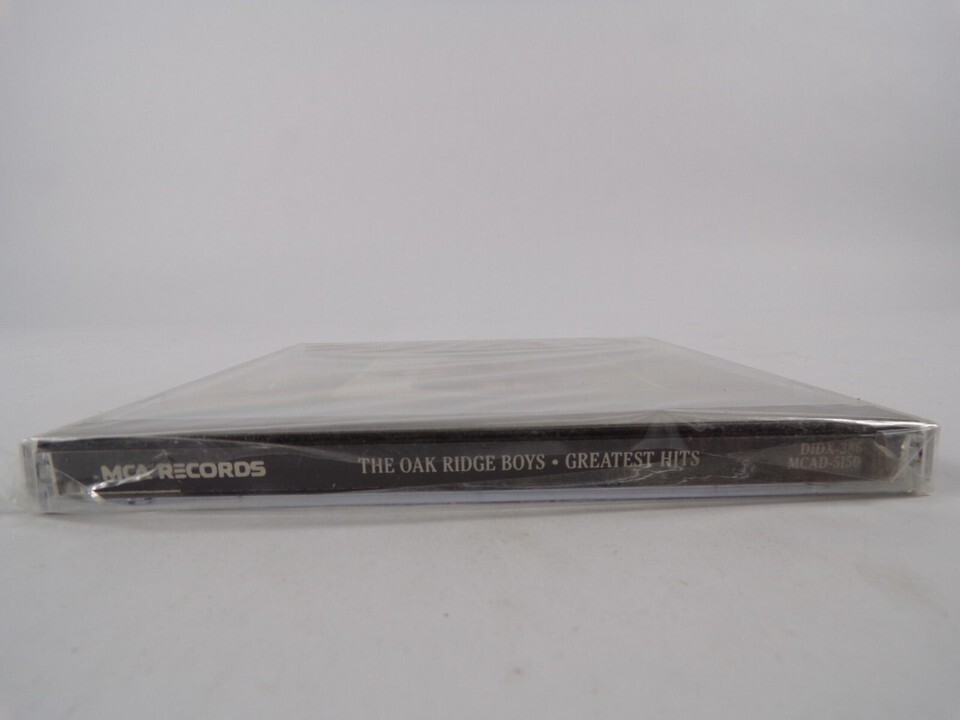 MCA RECORDS
THE OAK RIDGE BOYS • GREATEST HITS
MCAD-5150